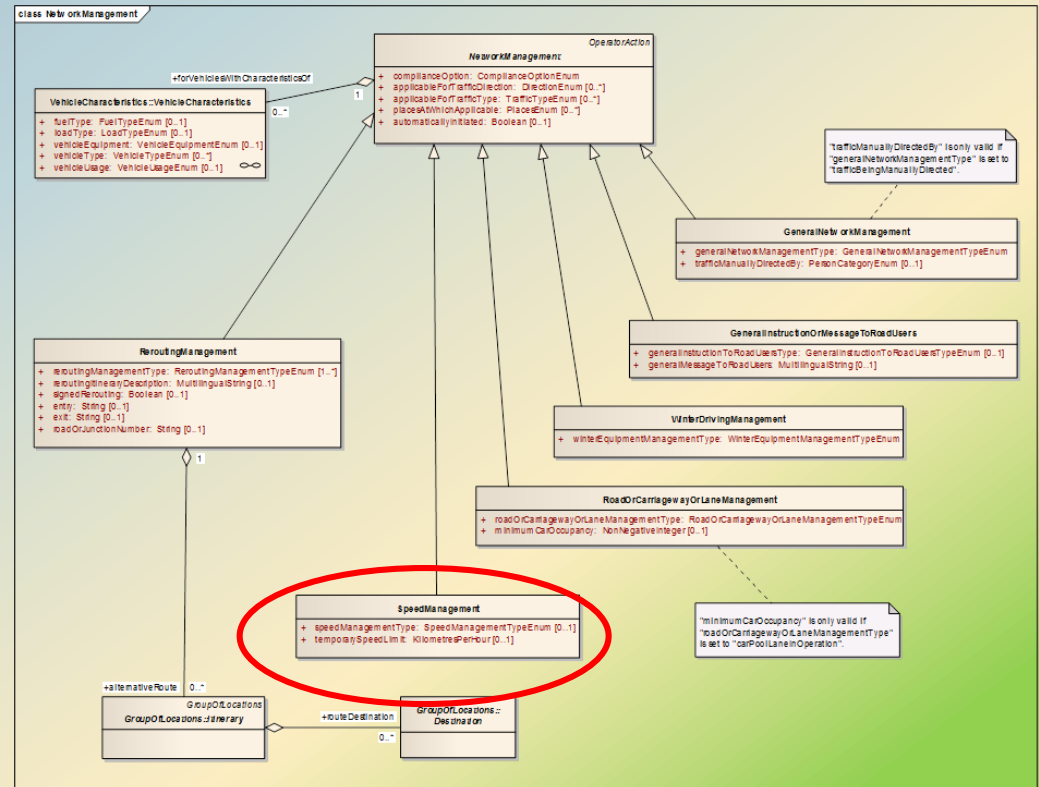 class NetworkManagement
OperatorAction
NetworkManagement
+ complianceOption: ComplianceOptionEnum
+ applicableForTrafficDirection: DirectionEnum [0..*]
+ applicableForTrafficType: TrafficTypeEnum [0..*]
+ placesAtWhichApplicable: PlacesEnum [0..*]
+ automaticallyInitiated: Boolean [0..1]
+forVehiclesWithCharacteristicsOf
1
0..*
VehicleCharacteristics::VehicleCharacteristics
+ fuelType: FuelTypeEnum [0..1]
+ loadType: LoadTypeEnum [0..1]
+ vehicleEquipment: VehicleEquipmentEnum [0..1]
+ vehicleType: VehicleTypeEnum [0..*]
+ vehicleUsage: VehicleUsageEnum [0..1]
"trafficManuallyDirectedBy" is only valid if
"generalNetworkManagementType" is set to
"trafficBeingManuallyDirected".
GeneralNetworkManagement
+ generalNetworkManagementType: GeneralNetworkManagementTypeEnum
+ trafficManuallyDirectedBy: PersonCategoryEnum [0..1]
GeneralInstructionOrMessageToRoadUsers
+ generalInstructionToRoadUsersType: GeneralInstructionToRoadUsersTypeEnum [0..1]
+ generalMessageToRoadUsers: MultilingualString [0..1]
ReroutingManagement
+ reroutingManagementType: ReroutingManagementTypeEnum [1..*]
+ reroutingItineraryDescription: MultilingualString [0..1]
+ signedRerouting: Boolean [0..1]
+ entry: String [0..1]
+ exit: String [0..1]
+ roadOrJunctionNumber: String [0..1]
1
WinterDrivingManagement
+ winterEquipmentManagementType: WinterEquipmentManagementTypeEnum
RoadOrCarriagewayOrLaneManagement
+ roadOrCarriagewayOrLaneManagementType: RoadOrCarriagewayOrLaneManagementTypeEnum
+ minimumCarOccupancy: NonNegativeInteger [0..1]
SpeedManagement
+ speedManagementType: SpeedManagementTypeEnum [0..1]
+ temporarySpeedLimit: KilometresPerHour [0..1]
"minimumCarOccupancy" is only valid if
"roadOrCarriagewayOrLaneManagementType"
is set to "carPoolLaneInOperation".
+alternativeRoute 0..*
GroupOfLocations
GroupOfLocations::Itinerary
+routeDestination
0..*
GroupOfLocations::
Destination